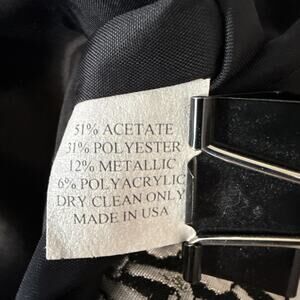 51% ACETATE
31% POLYESTER
12% METALLIC
6% POLYACRYLIC
DRY CLEAN ONLY
MADE IN USA